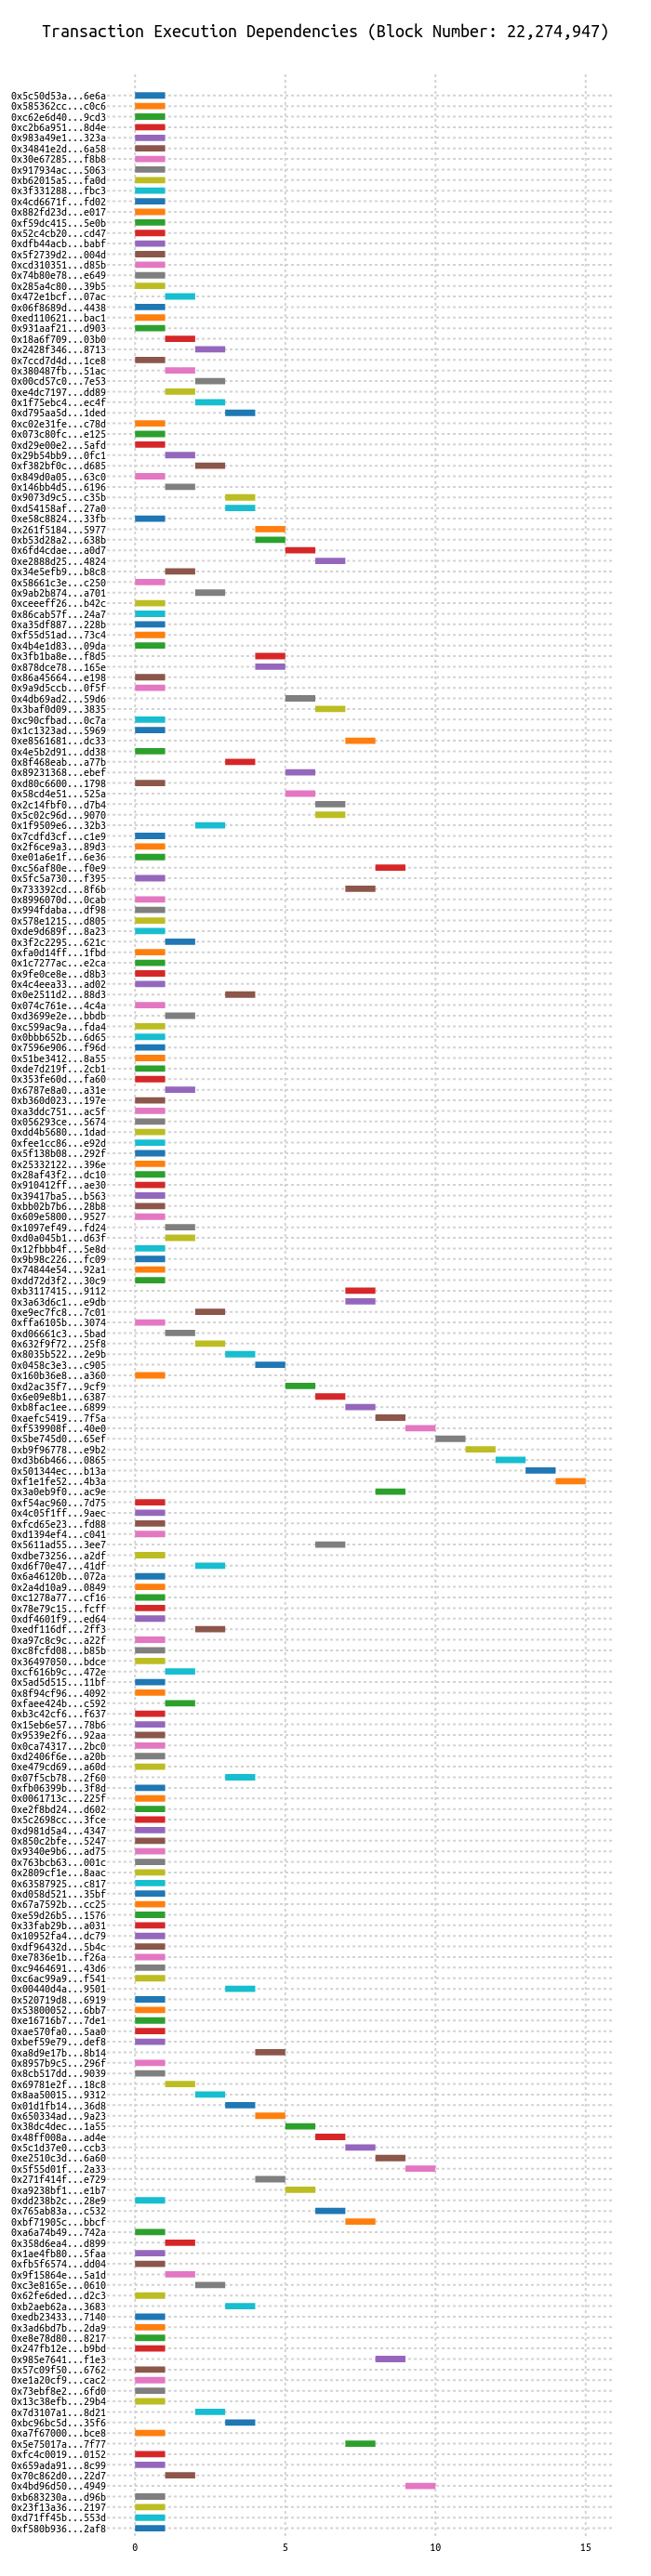 Transaction Execution Dependencies (Block Number: 22,274,947)
0x5c50d53a...6e6a
0x585362cc...c0c6
0xc62e6d40...9cd3
0xc2b6a951...8d4e
0x983a49e1...323a
0x34841e2d...6a58
0x30e67285...f8b8
0x917934ac...5063
0xb62015a5...fa0d
0x3f331288...fbc3
0x4cd6671f...fd02
0x882fd23d...e017
0xf59dc415...5e0b
0x52c4cb20...cd47
0xdfb44acb...babf
0x5f2739d2...004d
0xcd310351...d85b
0x74b80e78...e649
0x285a4c80...39b5
0x472e1bcf...07ac
0x06f8689d...4438
0xed110621...bac1
0x931aaf21...d903
0x18a6f709...03b0
0x2428f346...8713
0x7ccd7d4d...1ce8
0x380487fb...51ac
0x00cd57c0...7e53
0xe4dc7197...dd89
0x1f75ebc4...ec4f
0xd795aa5d...1ded
0xc02e31fe...c78d
0x073c80fc...e125
0xd29e00e2...5afd
0x29b54bb9...0fc1
0xf382bf0c...d685
0x849d0a05...63c0
0x146bb4d5...6196
0x9073d9c5...c35b
0xd54158af...27a0
0xe58c8824...33fb
0x261f5184...5977
0xb53d28a2...638b
0x6fd4cdae...a0d7
0xe2888d25...4824
0x34e5efb9...b8c8
0x58661c3e...c250
0x9ab2b874...a701
0xceeeff26...b42c
0x86cab57f...24a7
0xa35df887...228b
0xf55d51ad...73c4
0x4b4e1d83...09da
0x3fb1ba8e...f8d5
0x878dce78...165e
0x86a45664...e198
0x9a9d5ccb...0f5f
0x4db69ad2...59d6
0x3baf0d09...3835
0xc90cfbad...0c7a
0x1c1323ad...5969
0xe8561681...dc33
0x4e5b2d91...dd38
0x8f468eab...a77b
0x89231368...ebef
0xd80c6600...1798
0x58cd4e51...525a
0x2c14fbf0...d7b4
0x5c02c96d...9070
0x1f9509e6...32b3
0x7cdfd3cf...c1e9
0x2f6ce9a3...89d3
0xe01a6e1f...6e36
0xc56af80e...f0e9
0x5fc5a730...f395
0x733392cd...8f6b
0x8996070d...0cab
0x994fdaba...df98
0x578e1215...d805
0xde9d689f...8a23
0x3f2c2295...621c
0xfa0d14ff...1fbd
0x1c7277ac...e2ca
0x9fe0ce8e...d8b3
0x4c4eea33...ad02
0x0e2511d2...88d3
0x074c761e...4c4a
0xd3699e2e...bbdb
0xc599ac9a...fda4
0x0bbb652b...6d65
0x7596e906...f96d
0x51be3412...8a55
0xde7d219f...2cb1
0x353fe60d...fa60
0x6787e8a0...a31e
0xb360d023...197e
0xa3ddc751...ac5f
0x056293ce...5674
0xdd4b5680...1dad
0xfee1cc86...e92d
0x5f138b08...292f
0x25332122...396e
0x28af43f2...dc10
0x910412ff...ae30
0x39417ba5...b563
0xbb02b7b6...28b8
0x609e5800...9527
0x1097ef49...fd24
0xd0a045b1...d63f
0x12fbbb4f...5e8d
0x9b98c226...fc09
0x74844e54...92a1
0xdd72d3f2...30c9
0xb3117415...9112
0x3a63d6c1...e9db
0xe9ec7fc8...7c01
0xffa6105b...3074
0xd06661c3...5bad
0x632f9f72...25f8
0x8035b522...2e9b
0x0458c3e3...c905
0x160b36e8...a360
0xd2ac35f7...9cf9
0x6e09e8b1...6387
0xb8fac1ee...6899
0xaefc5419...7f5a
0xf539908f...40e0
0x5be745d0...65ef
0xb9f96778...e9b2
0xd3b6b466...0865
0x501344ec...b13a
0xf1e1fe52...4b3a
0x3a0eb9f0...ac9e
0xf54ac960...7d75
0x4c05f1ff...9aec
0xfcd65e23...fd88
0xd1394ef4...c041
0x5611ad55...3ee7
0xdbe73256...a2df
0xd6f70e47...41df
0x6a46120b...072a
0x2a4d10a9...0849
0xc1278a77...cf16
0x78e79c15...fcff
0xdf4601f9...ed64
0xedf116df...2ff3
0xa97c8c9c...a22f
0xc8fcfd08...b85b
0x36497050...bdce
0xcf616b9c...472e
0x5ad5d515...11bf
0x8f94cf96...4092
0xfaee424b...c592
0xb3c42cf6...f637
0x15eb6e57...78b6
0x9539e2f6...92aa
0x0ca74317...2bc0
0xd2406f6e...a20b
0xe479cd69...a60d
0x07f5cb78...2f60
0xfb06399b...3f8d
0x0061713c...225f
0xe2f8bd24...d602
0x5c2698cc...3fce
0xd981d5a4...4347
0x850c2bfe...5247
0x9340e9b6...ad75
0x763bcb63...001c
0x2809cf1e...8aac
0x63587925...c817
0xd058d521...35bf
0x67a7592b...cc25
0xe59d26b5...1576
0x33fab29b...a031
0x10952fa4...dc79
0xdf96432d...5b4c
0xe7836e1b...f26a
0xc9464691...43d6
0xc6ac99a9...f541
0x00440d4a...9501
0x520719d8...6919
0x53800052...6bb7
0xe16716b7...7de1
0xae570fa0...5aa0
0xbef59e79...def8
0xa8d9e17b...8b14
0x8957b9c5...296f
0x8cb517dd...9039
0x69781e2f...18c8
0x8aa50015...9312
0x01d1fb14...36d8
0x650334ad...9a23
0x38dc4dec...1a55
0x48ff008a...ad4e
0x5c1d37e0...ccb3
0xe2510c3d...6a60
0x5f55d01f...2a33
0x271f414f...e729
0xa9238bf1...e1b7
0xdd238b2c...28e9
0x765ab83a...c532
0xbf71905c...bbcf
0xa6a74b49...742a
0x358d6ea4...d899
0x1ae4fb80...5faa
0xfb5f6574...dd04
0x9f15864e...5a1d
0xc3e8165e...0610
0x62fe6ded...d2c3
0xb2aeb62a...3683
0xedb23433...7140
0x3ad6bd7b...2da9
0xe8e78d80...8217
0x247fb12e...b9bd
0x985e7641...f1e3
0x57c09f50...6762
0xe1a20cf9...cac2
0x73ebf8e2...6fd0
0x13c38efb...29b4
0x7d3107a1...8d21
0xbc96bc5d...35f6
0xa7f67000...bce8
0x5e75017a...7f77
0xfc4c0019...0152
0x659ada91...8c99
0x70c862d0...22d7
0x4bd96d50...4949
0xb683230a...d96b
0x23f13a36...2197
0xd71ff45b...553d
0xf580b936...2af8
0 5 10 15